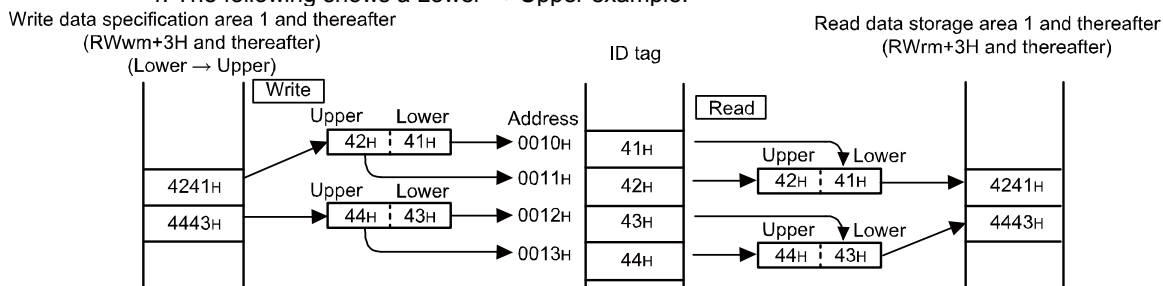 1. The following shows a Lower → Upper example.
Write data specification area 1 and thereafter
(RWwm+3H and thereafter)
(Lower → Upper)
Read data storage area 1 and thereafter
(RWrm+3H and thereafter)
ID tag
Write
Read
Upper Lower
Address
42H 41H
0010H
41H
Upper Lower
4241H
0011H
42H
42H 41H
4241H
Upper Lower
4443H
44H 43H
0012H
43H
Upper Lower
4443H
0013H
44H
44H 43H